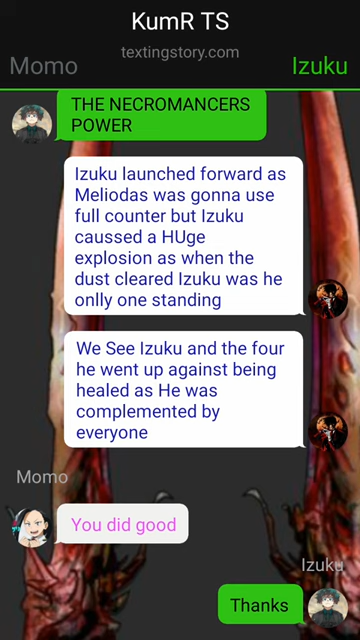 KumR TS
textingstory.com
Momo
Izuku
THE NECROMANCERS
POWER
Izuku launched forward as
Meliodas was gonna use
full counter but Izuku
caussed a HUge
explosion as when the
dust cleared Izuku was he
onlly one standing
We See Izuku and the four
he went up against being
healed as He was
complemented by
everyone
Momo
You did good
Izuku
Thanks